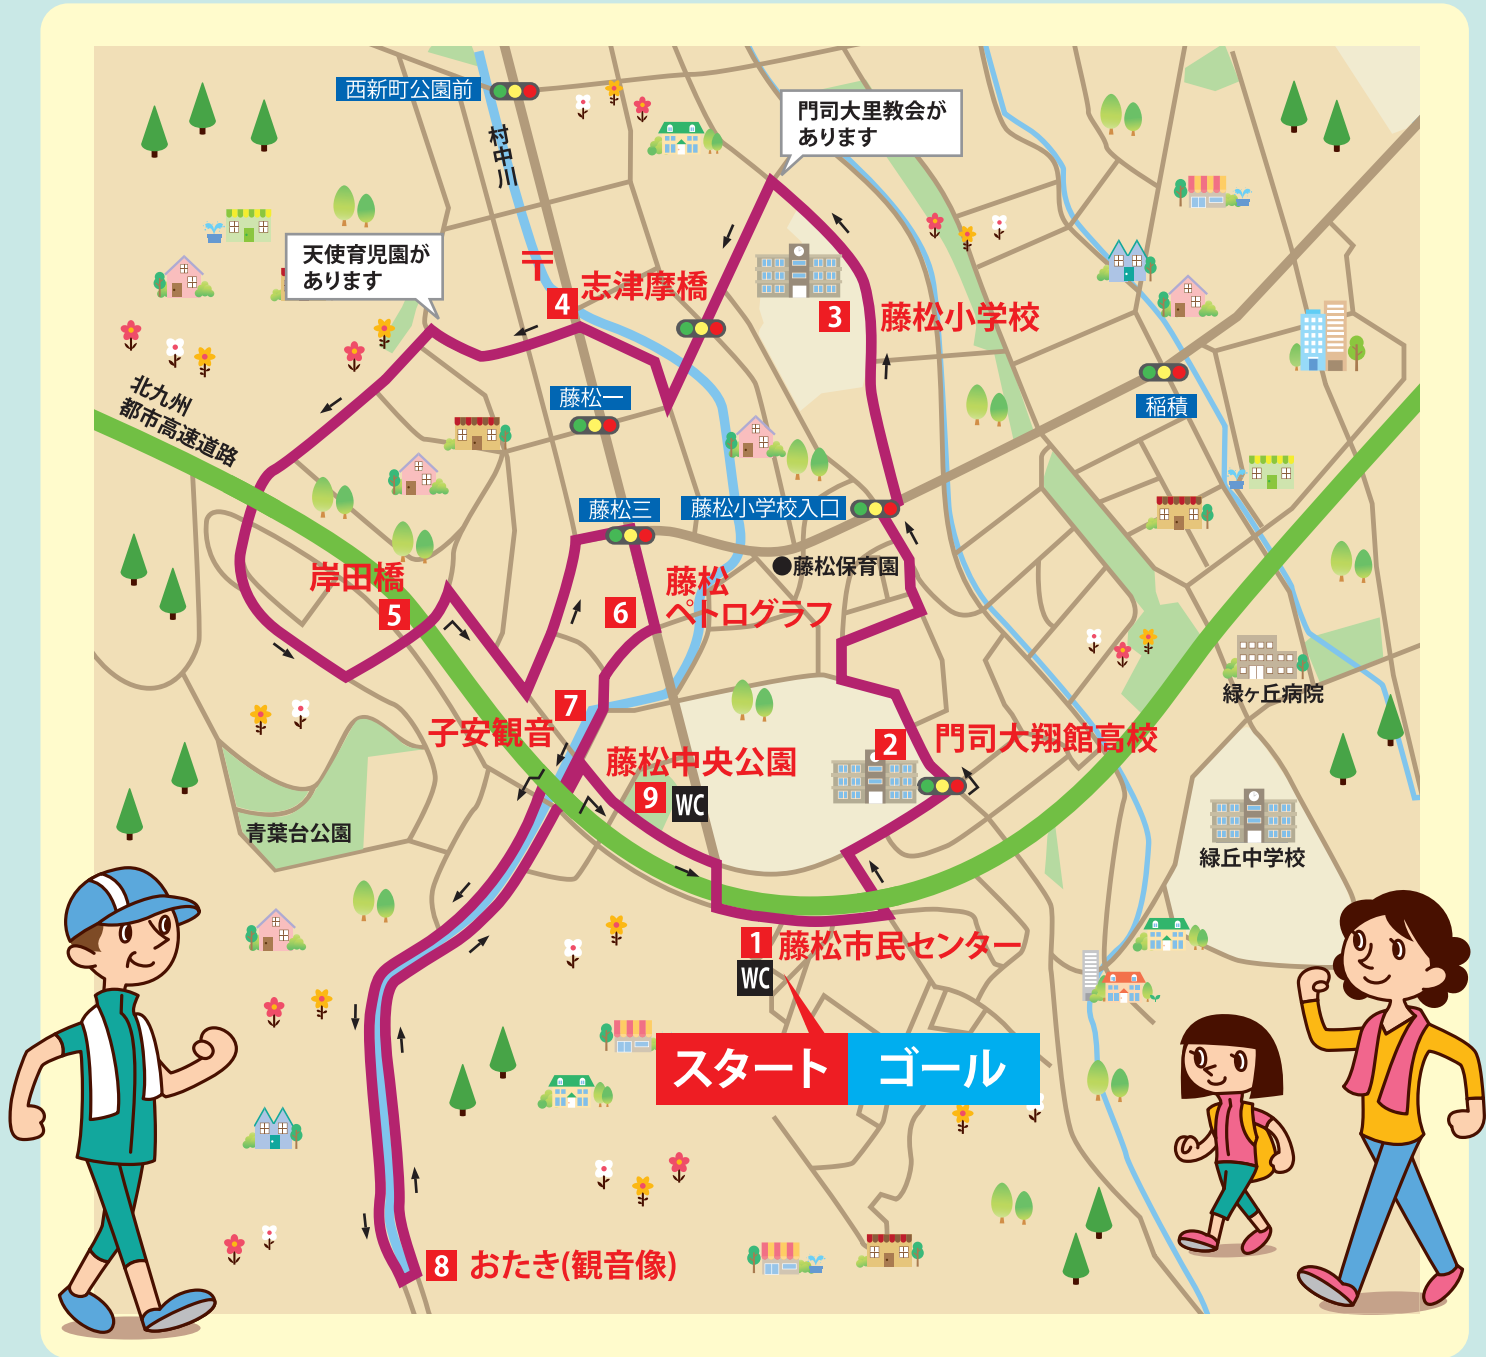 西新町公園前
村中川
門司大里教会が
あります
天使育児園が
あります
〒
4
志津摩橋
3
藤松小学校
北九州
都市高速道路
藤松一
稲積
藤松三
藤松小学校入口
●藤松保育園
岸田橋
5
6
藤松
ペトログラフ
緑ヶ丘病院
7
子安観音
2
門司大翔館高校
藤松中央公園
9
WC
青葉台公園
緑丘中学校
1
藤松市民センター
WC
スタート
ゴール
8
おたき(観音像)